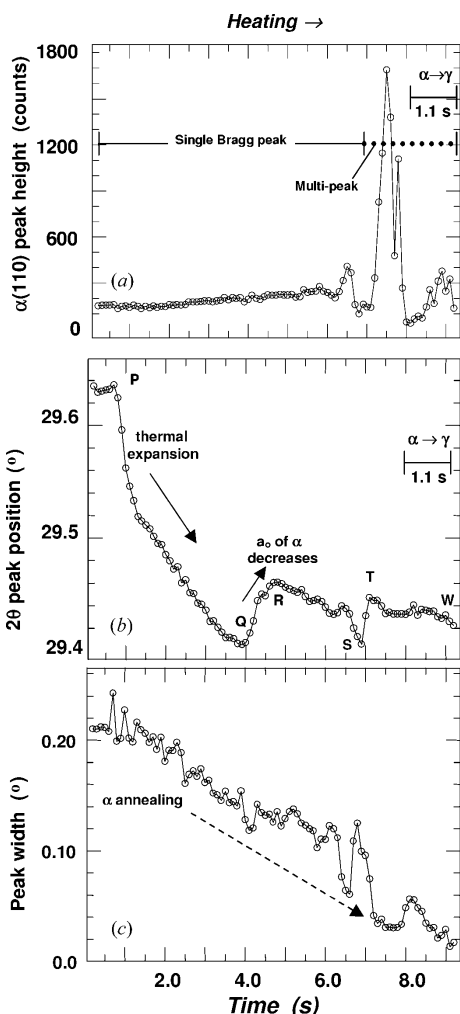 Heating →
α(110) peak height (counts)
1800
1200
600
0
α→γ
1.1 s
Single Bragg peak
Multi-peak
(a)
2θ peak position (º)
29.6
29.5
29.4
P
thermal
expansion
α → γ
1.1 s
aₒ of α
decreases
Q
R
S
T
W
(b)
Peak width (º)
0.20
0.10
0.0
α annealing
(c)
2.0 4.0 6.0 8.0
Time (s)